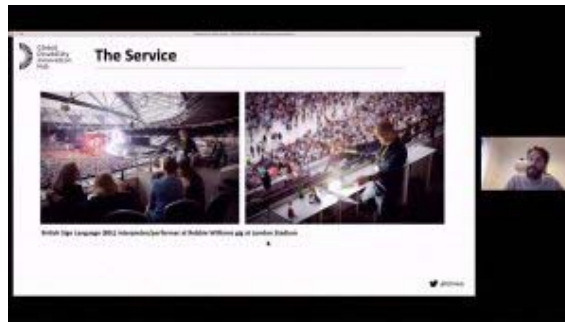 Global
Disability
Innovation
Hub
The Service
British Sign Language (BSL) interpreter/performer at Robbie Williams gig at London Stadium